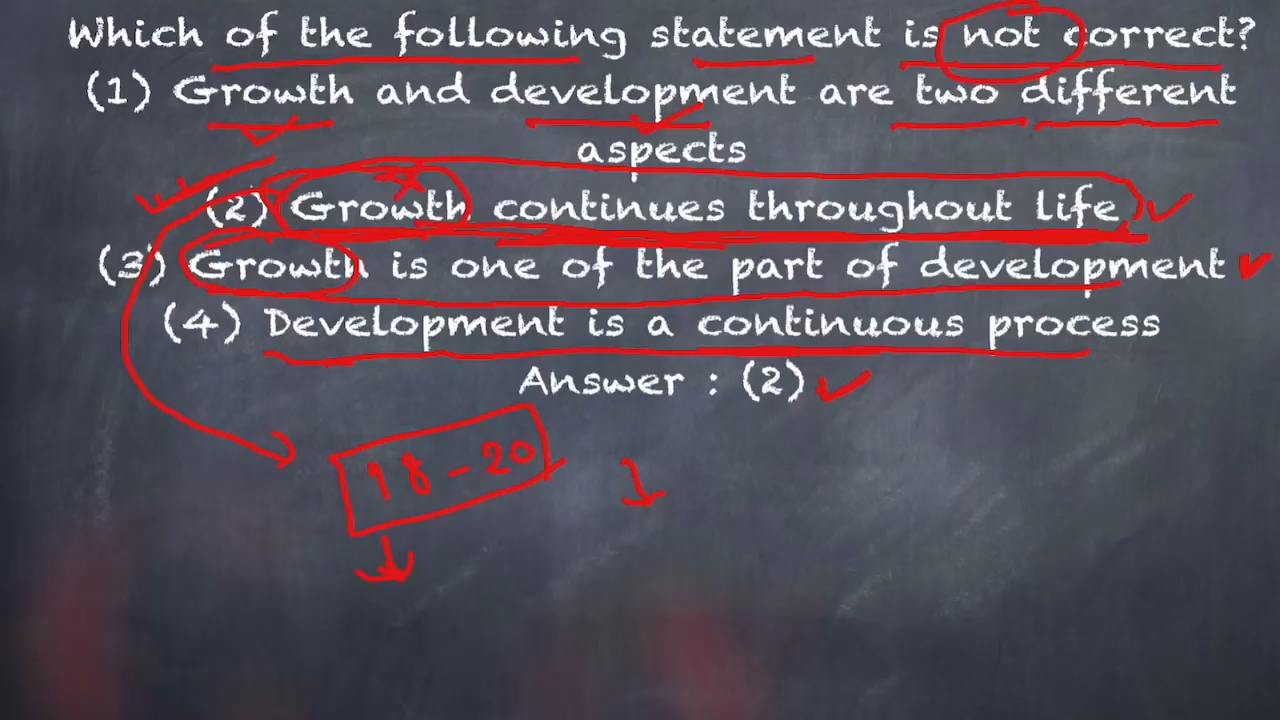 Which of the following statement is not correct?
(1) Growth and development are two different
aspects
(2) Growth continues throughout life
(3) Growth is one of the part of development
(4) Development is a continuous process
Answer : (2)
18-20